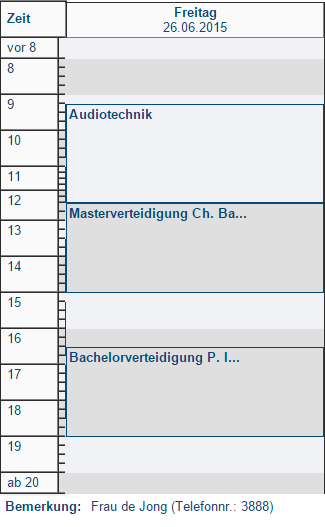 Zeit
Freitag
26.06.2015
vor 8
8
9
Audiotechnik
10
11
12
Masterverteidigung Ch. Ba...
13
14
15
16
Bachelorverteidigung P. I...
17
18
19
ab 20
Bemerkung: Frau de Jong (Telefonnr.: 3888)